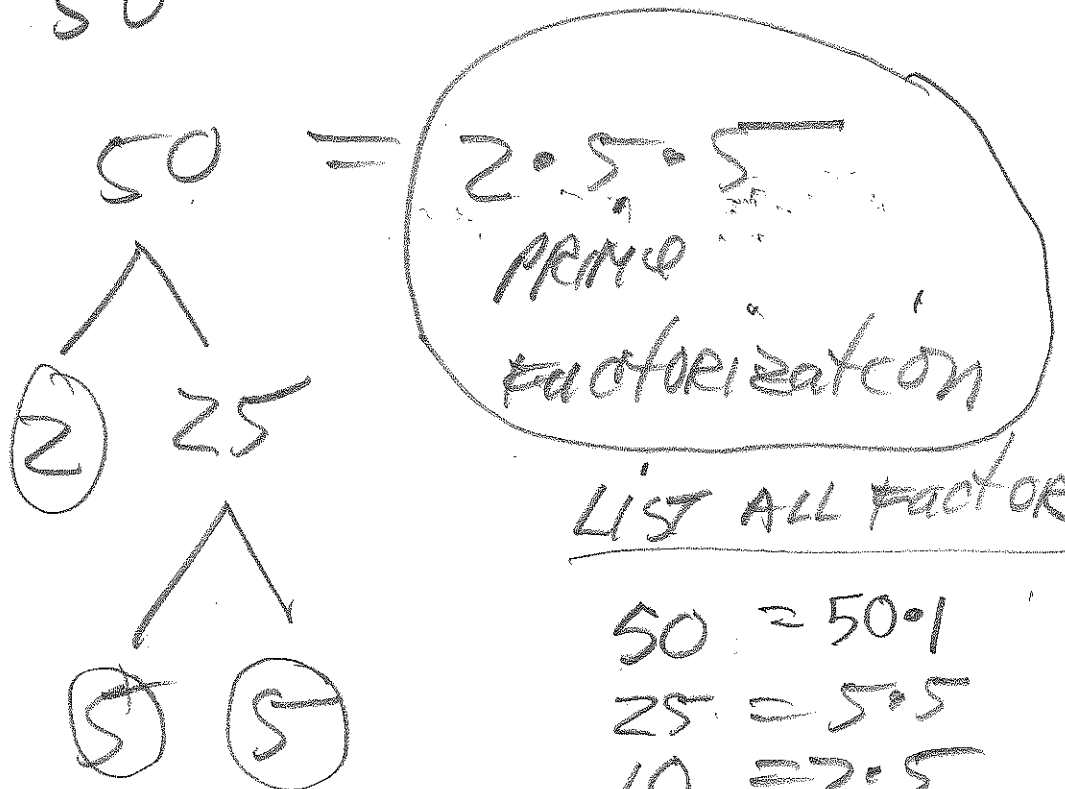 50
50 = 2•5•5
PRIME
Factorization
2 25
5 5
LIST ALL FACTOR
50 = 50•1
25 = 5•5
10 = 2•5